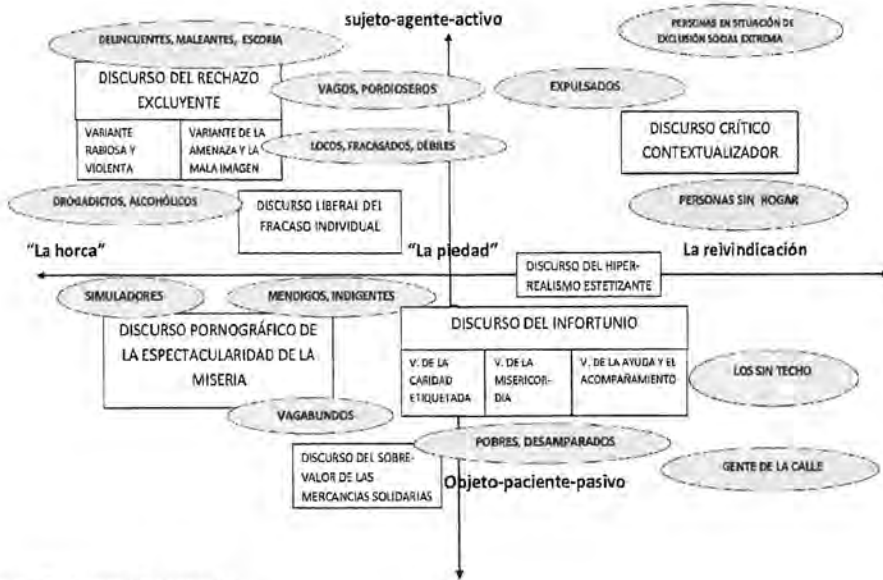 sujeto-agente-activo
DELINCUENTES, MALEANTES, ESCORIA
PERSONAS EN SITUACIÓN DE
EXCLUSIÓN SOCIAL EXTREMA
DISCURSO DEL RECHAZO
EXCLUYENTE
VARIANTE
RABIOSA Y
VIOLENTA
VARIANTE DE LA
AMENAZA Y LA
MALA IMAGEN
VAGOS, PORDIOSEROS
EXPULSADOS
LOCOS, FRACASADOS, DÉBILES
DISCURSO CRÍTICO
CONTEXTUALIZADOR
DROGADICTOS, ALCOHÓLICOS
DISCURSO LIBERAL DEL
FRACASO INDIVIDUAL
PERSONAS SIN HOGAR
"La horca"
"La piedad"
La reivindicación
DISCURSO DEL HIPER-
REALISMO ESTETIZANTE
SIMULADORES
MENDIGOS, INDIGENTES
DISCURSO PORNOGRÁFICO DE
LA ESPECTACULARIDAD DE LA
MISERIA
DISCURSO DEL INFORTUNIO
V. DE LA
CARIDAD
ETIQUETADA
V. DE LA
MISERICOR-
DIA
V. DE LA AYUDA Y EL
ACOMPAÑAMIENTO
LOS SIN TECHO
VAGABUNDOS
POBRES, DESAMPARADOS
DISCURSO DEL SOBRE-
VALOR DE LAS
MERCANCIAS SOLIDARIAS
GENTE DE LA CALLE
Objeto-paciente-pasivo